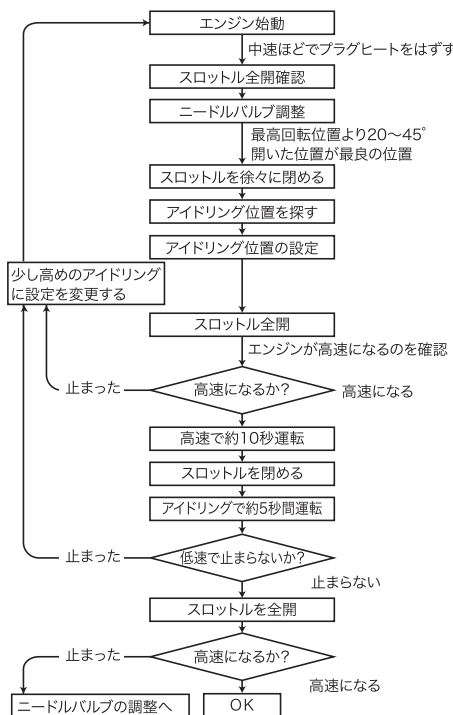 エンジン始動
中速ほどでプラグヒートをはずす
スロットル全開確認
ニードルバルブ調整
最高回転位置より20〜45°
開いた位置が最良の位置
スロットルを徐々に閉める
アイドリング位置を探す
アイドリング位置の設定
少し高めのアイドリング
に設定を変更する
スロットル全開
エンジンが高速になるのを確認
止まった
高速になるか?
高速になる
高速で約10秒運転
スロットルを閉める
アイドリングで約5秒間運転
止まった
低速で止まらないか?
止まらない
スロットルを全開
止まった
高速になるか?
高速になる
ニードルバルブの調整へ
OK